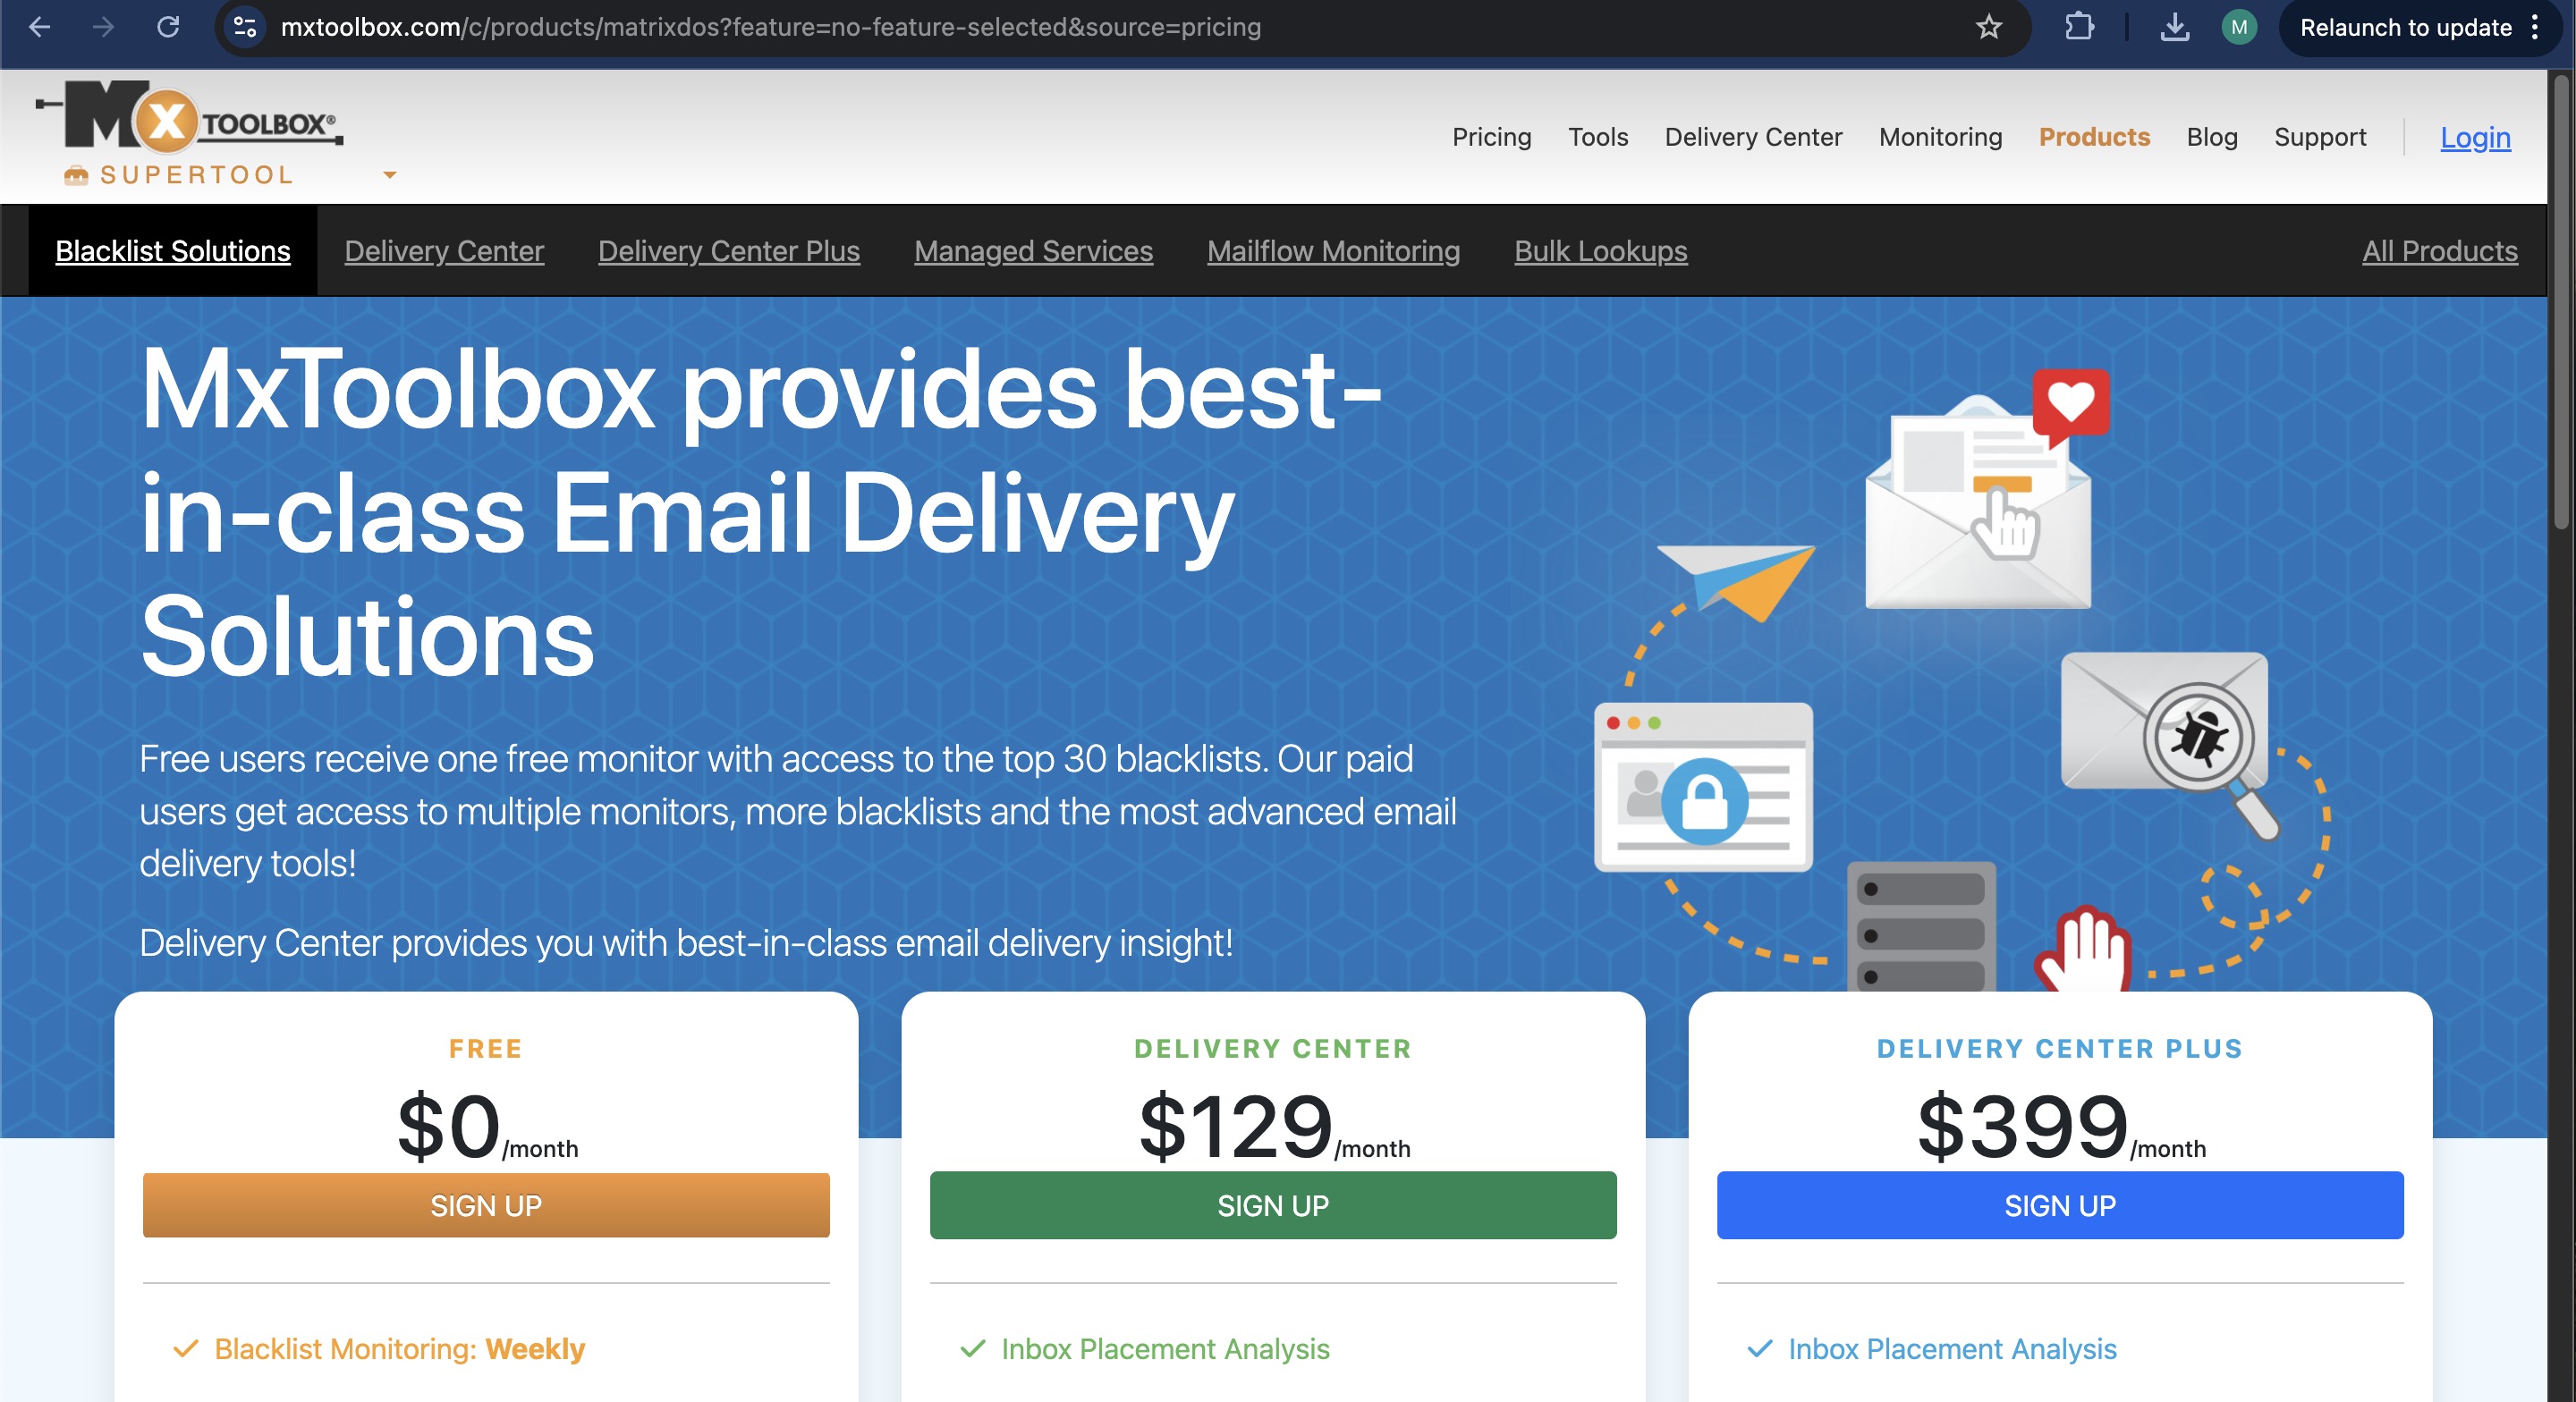 mxtoolbox.com/c/products/matrixdos?feature=no-feature-selected&source=pricing
M
Relaunch to update
MX TOOLBOX®
SUPERTOOL
Pricing
Tools
Delivery Center
Monitoring
Products
Blog
Support
Login
Blacklist Solutions
Delivery Center
Delivery Center Plus
Managed Services
Mailflow Monitoring
Bulk Lookups
All Products
MxToolbox provides best-
in-class Email Delivery
Solutions
Free users receive one free monitor with access to the top 30 blacklists. Our paid
users get access to multiple monitors, more blacklists and the most advanced email
delivery tools!
Delivery Center provides you with best-in-class email delivery insight!
FREE
$0/month
SIGN UP
Blacklist Monitoring: Weekly
DELIVERY CENTER
$129/month
SIGN UP
Inbox Placement Analysis
DELIVERY CENTER PLUS
$399/month
SIGN UP
Inbox Placement Analysis